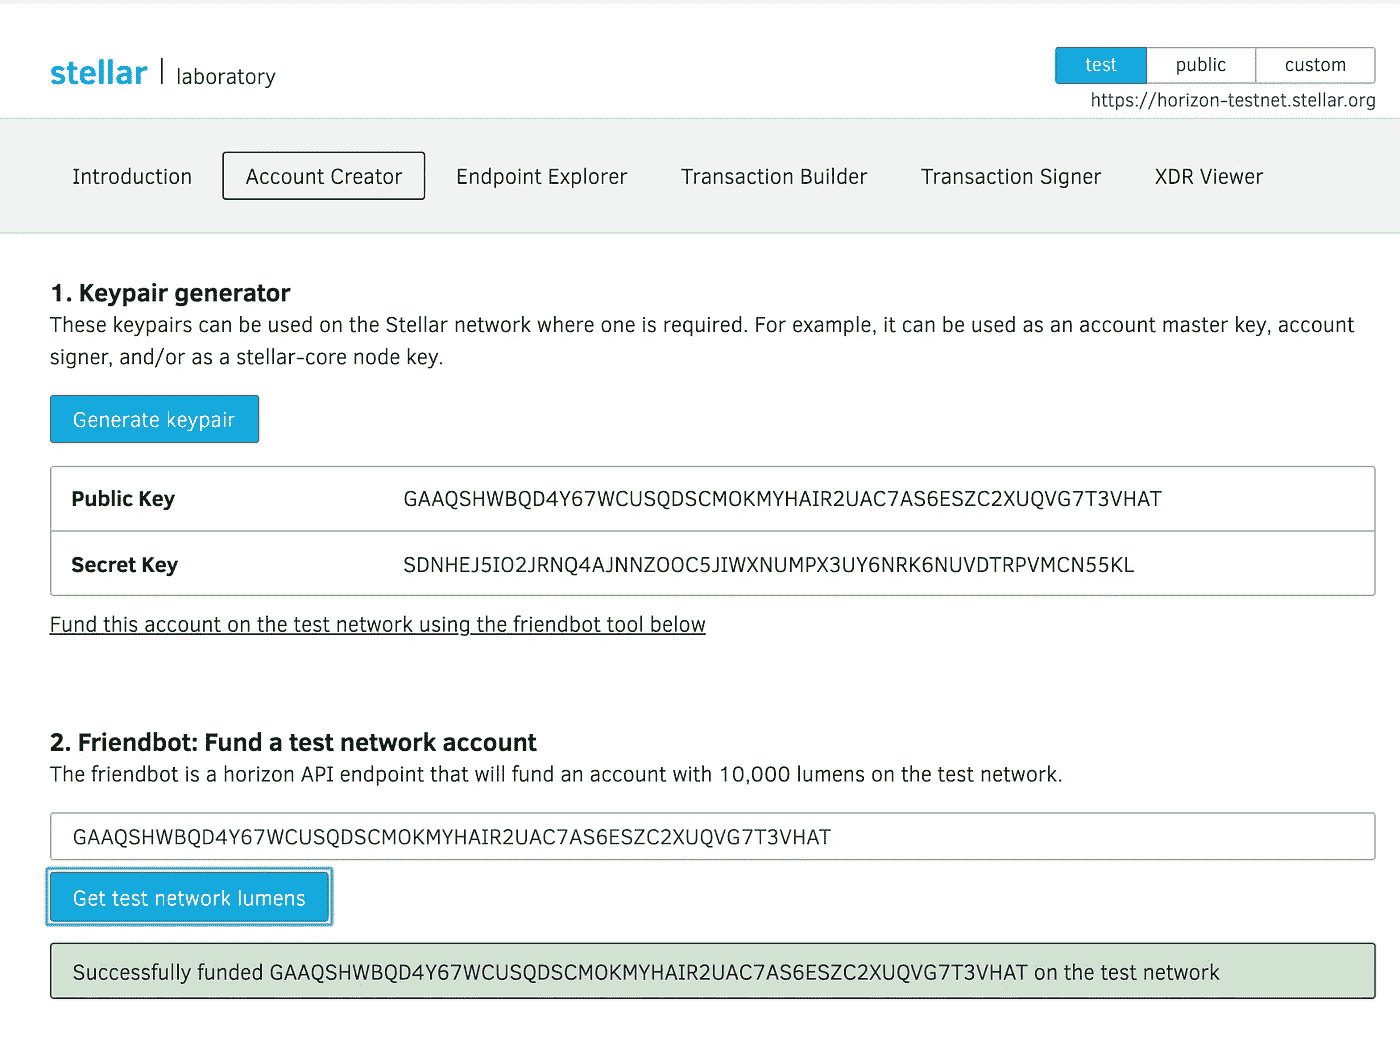 stellar | laboratory
test public custom
https://horizon-testnet.stellar.org
Introduction Account Creator Endpoint Explorer Transaction Builder Transaction Signer XDR Viewer
1. Keypair generator
These keypairs can be used on the Stellar network where one is required. For example, it can be used as an account master key, account
signer, and/or as a stellar-core node key.
Generate keypair
Public Key GAAQSHWBQD4Y67WCUSQDSCMOKMYHAIR2UAC7AS6ESZC2XUQVG7T3VHAT
Secret Key SDNHEJ5IO2JRNQ4AJNNZOOC5JIWXNUMPX3UY6NRK6NUVDTRPVMCN55KL
Fund this account on the test network using the friendbot tool below
2. Friendbot: Fund a test network account
The friendbot is a horizon API endpoint that will fund an account with 10,000 lumens on the test network.
GAAQSHWBQD4Y67WCUSQDSCMOKMYHAIR2UAC7AS6ESZC2XUQVG7T3VHAT
Get test network lumens
Successfully funded GAAQSHWBQD4Y67WCUSQDSCMOKMYHAIR2UAC7AS6ESZC2XUQVG7T3VHAT on the test network